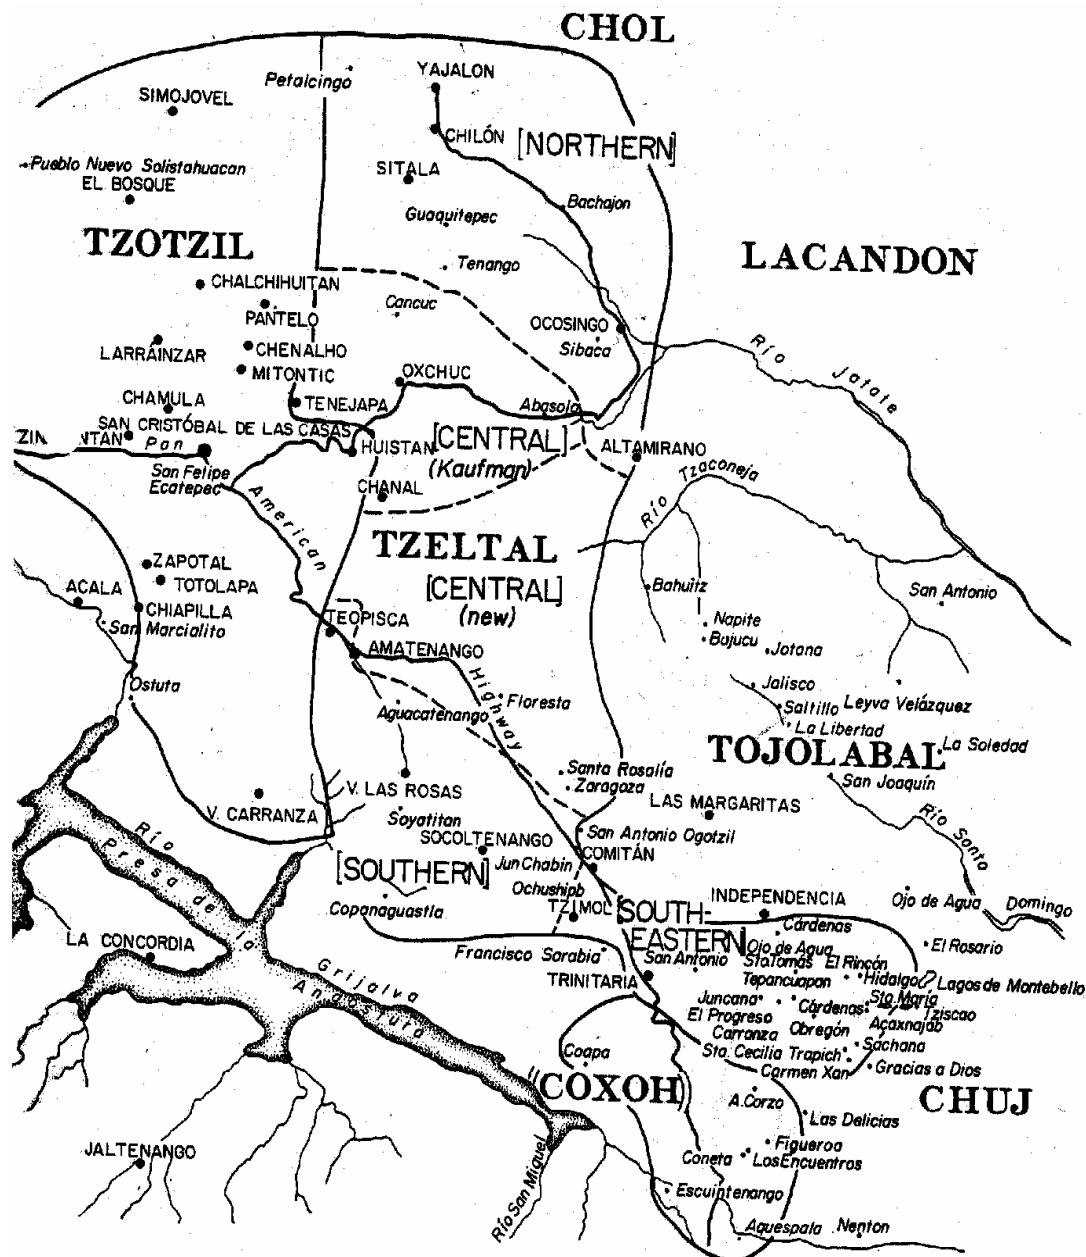 CHOL
YAJALON
Petalcingo
SIMOJOVEL
CHILÓN
[NORTHERN]
Pueblo Nuevo Solistahuacan
EL BOSQUE
SITALA
Bachajon
Guaquitepec
TZOTZIL
LACANDON
Tenango
CHALCHIHUITAN
Cancuc
PANTELO
OCOSINGO
Sibaca
Río
Jatate
LARRÁINZAR
CHENALHO
MITONTIC
OXCHUC
CHAMULA
TENEJAPA
Abasola
SAN CRISTÓBAL DE LAS CASAS
ZIN NTAN
Pan
HUISTAN
[CENTRAL]
(Kaufman)
ALTAMIRANO
San Felipe
Ecatepec
American
CHANAL
Río
Tzaconeja
TZELTAL
[CENTRAL]
(new)
ZAPOTAL
TOTOLAPA
ACALA
CHIAPILLA
San Marcialito
Bahuitz
San Antonio
TEOPISCA
Napite
Bujucu
Jotana
AMATENANGO
Ostuta
Highway
Floresta
Aguacatenango
Jalisco
Saltillo
Leyva Velázquez
La Libertad
TOJOLABAL
La Soledad
Santa Rosalía
Zaragoza
San Joaquín
V. LAS ROSAS
V. CARRANZA
Soyatitan
LAS MARGARITAS
Río Santo
Domingo
SOCOLTENANGO
San Antonio Ogotzil
COMITÁN
Jun Chabin
[SOUTHERN]
Ochushipb
Copanaguastla
TZIMOL
[SOUTH-
EASTERN]
INDEPENDENCIA
Ojo de Agua
Cárdenas
Río
Presa de
la
Angostura
Grijalva
LA CONCORDIA
Francisco Sarabia
TRINITARIA
San Antonio
Ojo de Agua
Sto. Tomás
El Rincón
El Rosario
Tepancuapan
Hidalgo
Lagos de Montebello
Juncana
Cárdenas
Sta. María
Tziscao
El Progreso
Acaxnajab
Carranza
Obregón
Sachana
Sta. Cecilia
Trapich
Carmen Xan
Gracias a Dios
Coapa
(COXOH)
CHUJ
A. Corzo
Las Delicias
JALTENANGO
Figueroa
Coneta
Los Encuentros
Río San Miguel
Escuintenango
Aquespala
Nenton